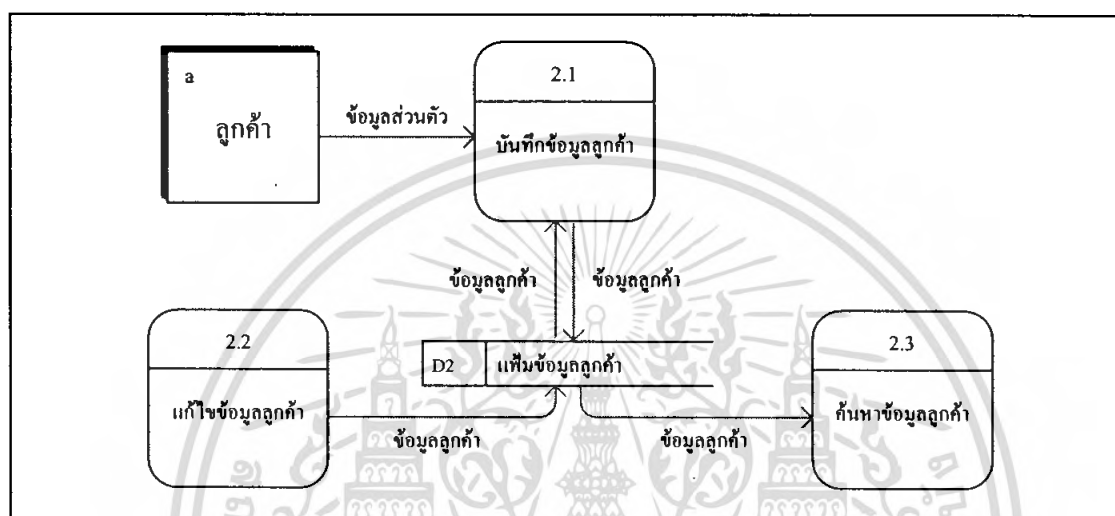 a
ลูกค้า
ข้อมูลส่วนตัว
2.1
บันทึกข้อมูลลูกค้า
ข้อมูลลูกค้า
ข้อมูลลูกค้า
2.2
แก้ไขข้อมูลลูกค้า
D2
แฟ้มข้อมูลลูกค้า
2.3
ค้นหาข้อมูลลูกค้า
ข้อมูลลูกค้า
ข้อมูลลูกค้า